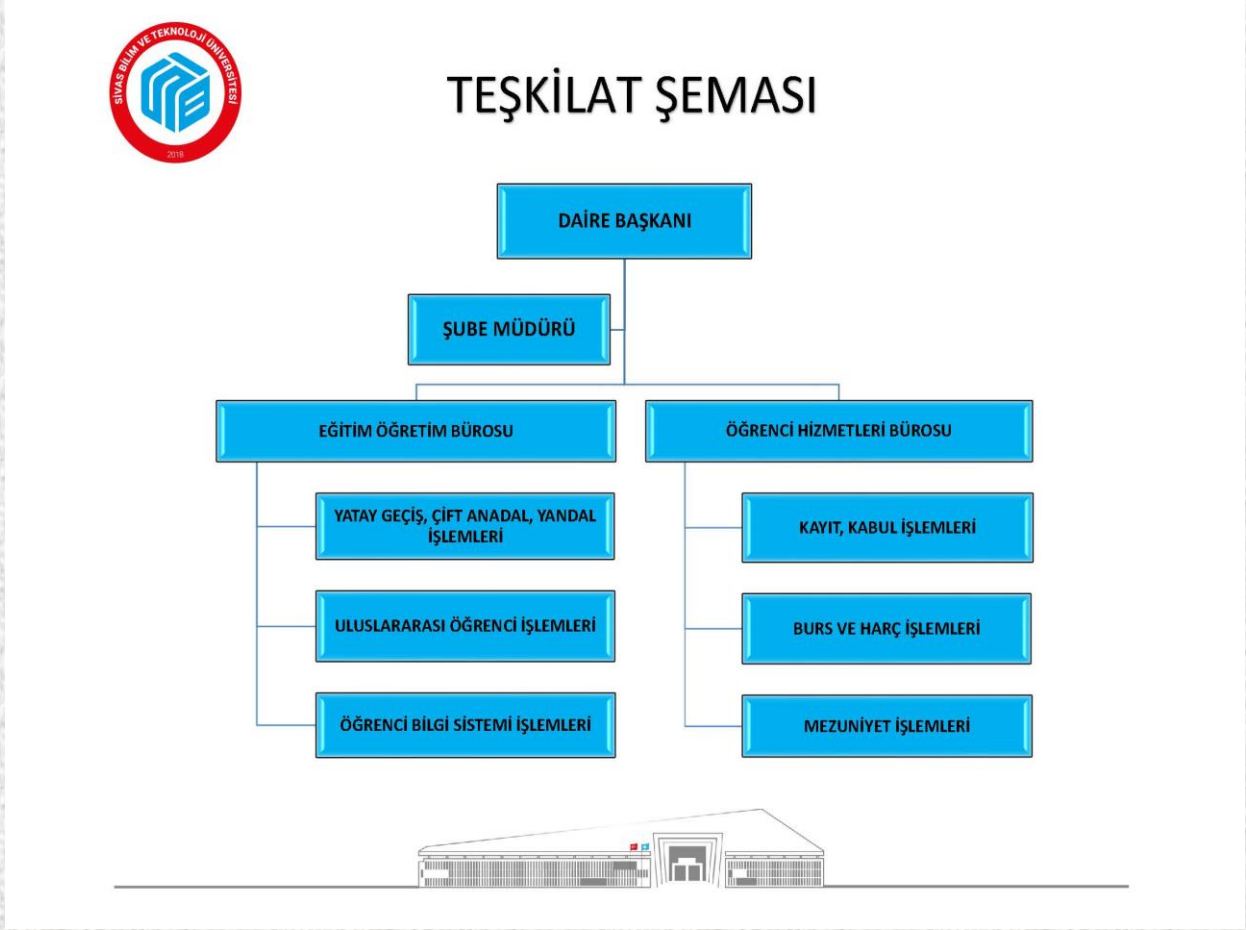 SİVAS BİLİM VE TEKNOLOJİ ÜNİVERSİTESİ
2018
TEŞKİLAT ŞEMASI
DAİRE BAŞKANI
ŞUBE MÜDÜRÜ
EĞİTİM ÖĞRETİM BÜROSU
ÖĞRENCİ HİZMETLERİ BÜROSU
YATAY GEÇİŞ, ÇİFT ANADAL, YANDAL
İŞLEMLERİ
KAYIT, KABUL İŞLEMLERİ
ULUSLARARASI ÖĞRENCİ İŞLEMLERİ
BURS VE HARÇ İŞLEMLERİ
ÖĞRENCİ BİLGİ SİSTEMİ İŞLEMLERİ
MEZUNİYET İŞLEMLERİ